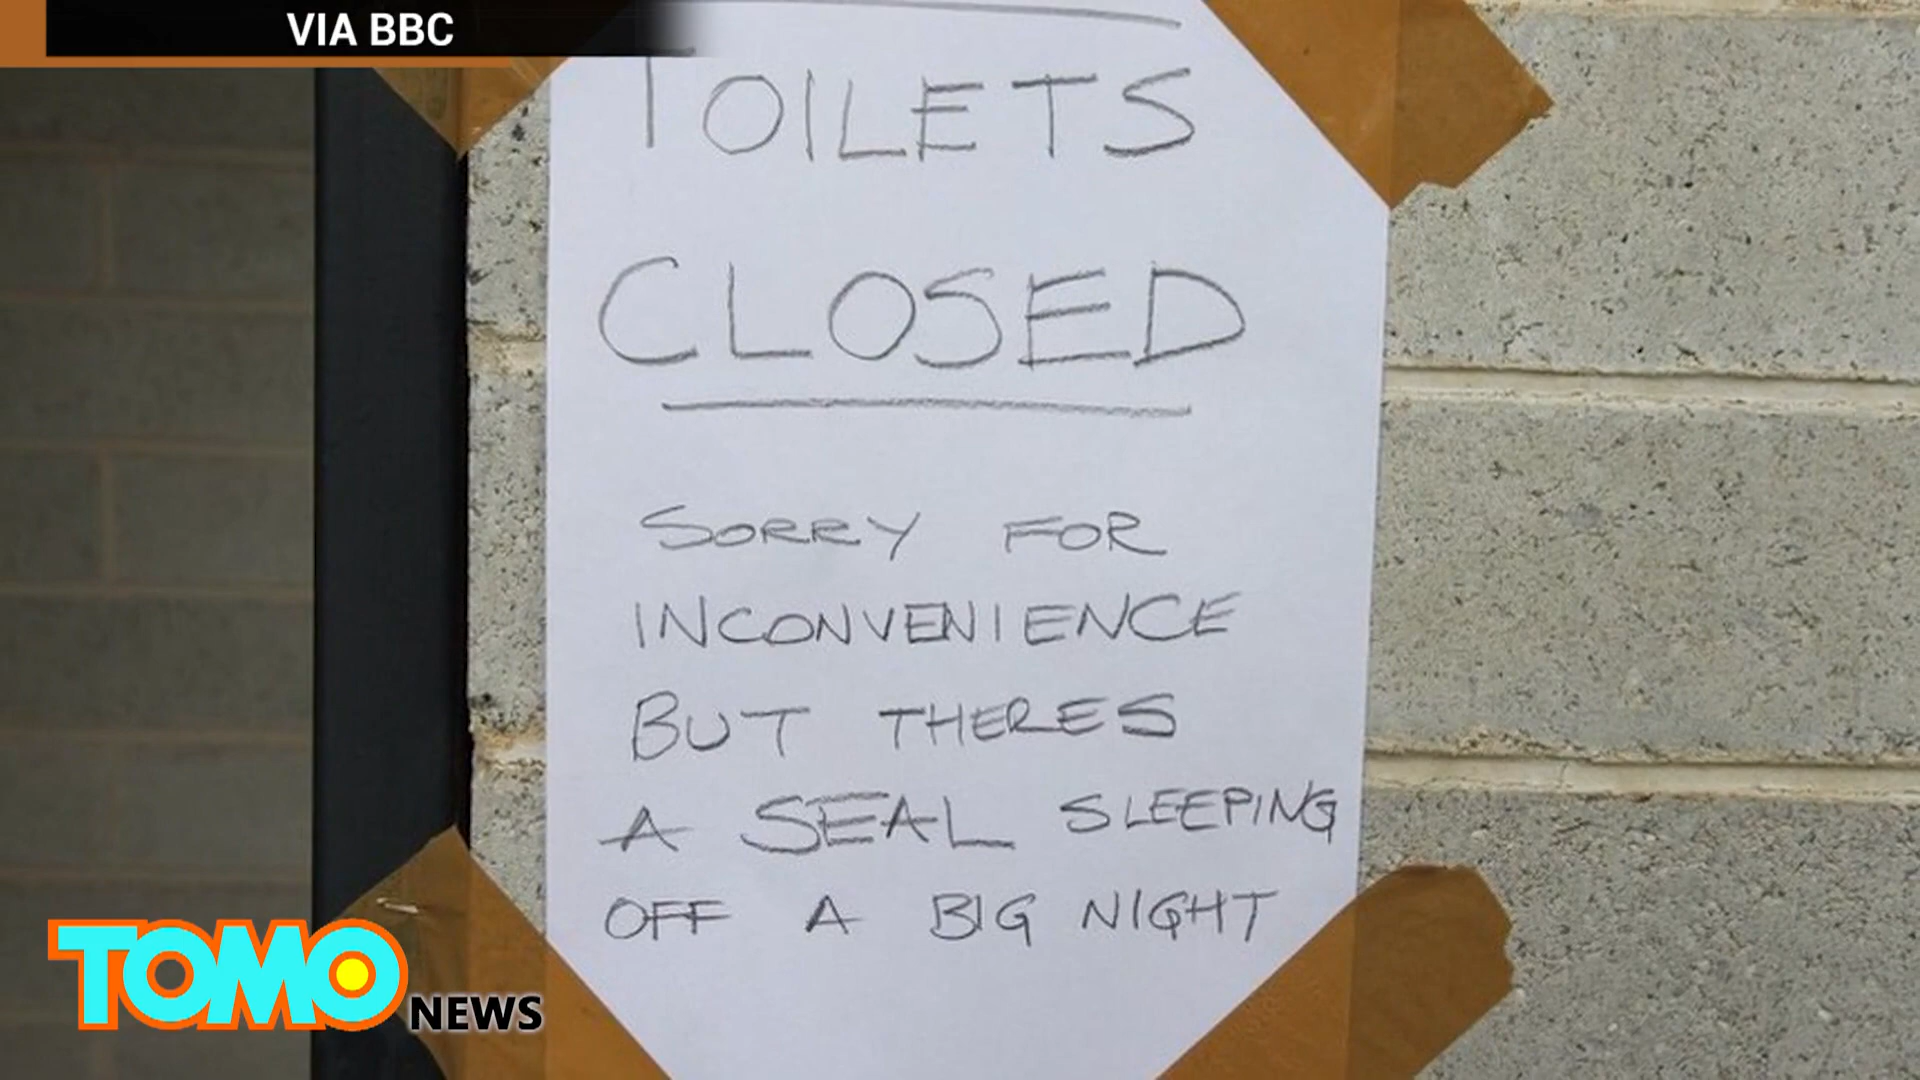 VIA BBC
TOILETS
CLOSED
SORRY FOR
INCONVENIENCE
BUT THERES
A SEAL SLEEPING
OFF A BIG NIGHT
TOMO NEWS